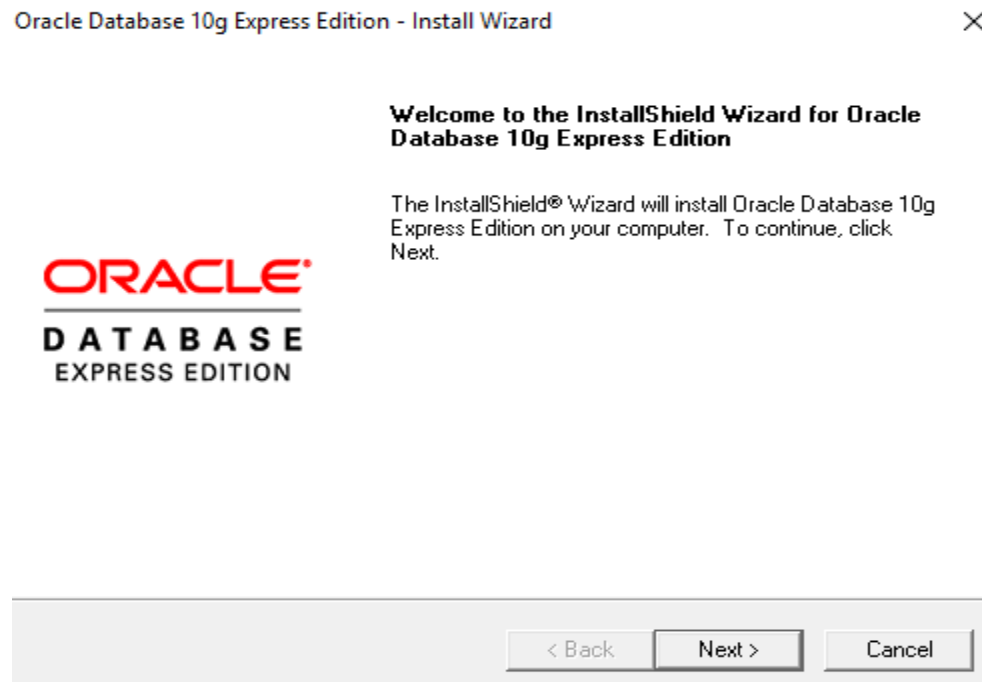 Oracle Database 10g Express Edition - Install Wizard
Welcome to the InstallShield Wizard for Oracle
Database 10g Express Edition
The InstallShield® Wizard will install Oracle Database 10g
Express Edition on your computer.  To continue, click
Next.
ORACLE
DATABASE
EXPRESS EDITION
< Back
Next >
Cancel